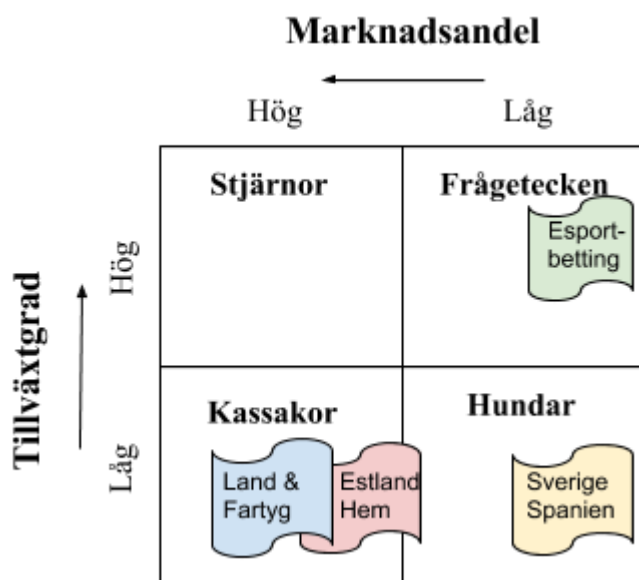 Marknadsandel
Hög
Låg
Tillväxtgrad
Hög
Låg
Stjärnor
Frågetecken
Esport-
betting
Kassakor
Hundar
Land &
Fartyg
Estland
Hem
Sverige
Spanien